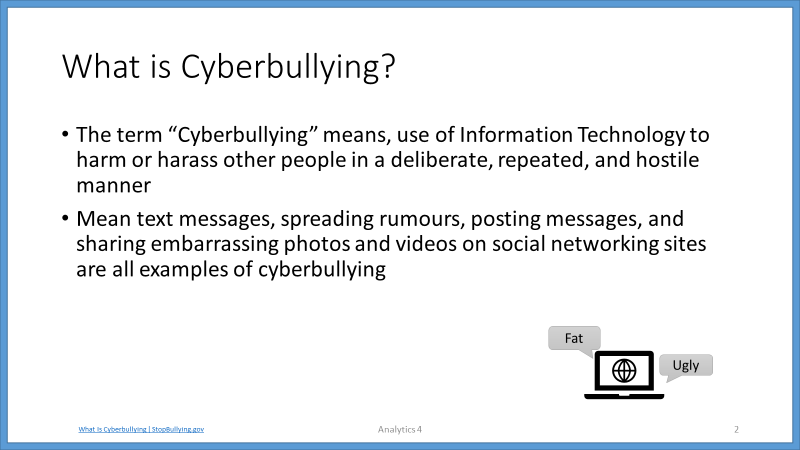 What is Cyberbullying?
• The term “Cyberbullying” means, use of Information Technology to
harm or harass other people in a deliberate, repeated, and hostile
manner
• Mean text messages, spreading rumours, posting messages, and
sharing embarrassing photos and videos on social networking sites
are all examples of cyberbullying
Fat
Ugly
What Is Cyberbullying | StopBullying.gov
Analytics 4
2